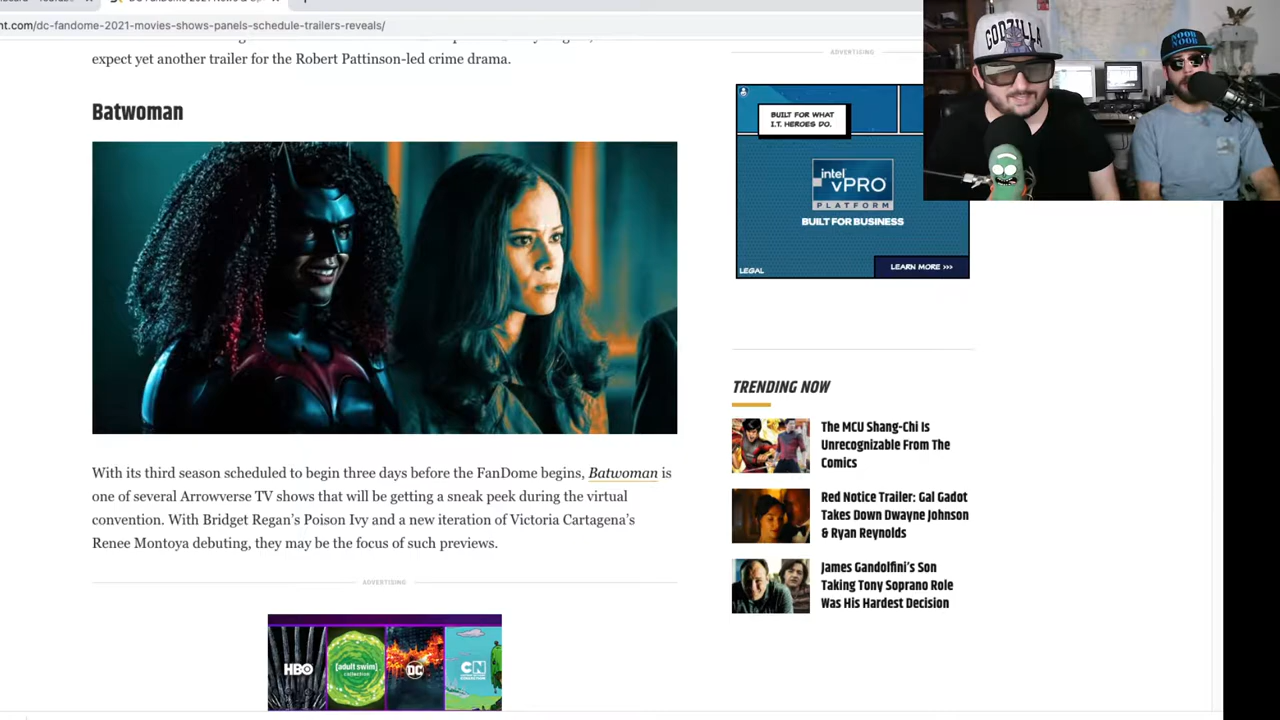 nt.com/dc-fandome-2021-movies-shows-panels-schedule-trailers-reveals/
expect yet another trailer for the Robert Pattinson-led crime drama.
Batwoman
With its third season scheduled to begin three days before the FanDome begins, Batwoman is
one of several Arrowverse TV shows that will be getting a sneak peek during the virtual
convention. With Bridget Regan’s Poison Ivy and a new iteration of Victoria Cartagena’s
Renee Montoya debuting, they may be the focus of such previews.
ADVERTISING
HBO
[adult swim]
collection
DC
CN
ADVERTISING
BUILT FOR WHAT
I.T. HEROES DO.
intel
vPRO
PLATFORM
BUILT FOR BUSINESS
LEGAL
LEARN MORE >>>
TRENDING NOW
The MCU Shang-Chi Is
Unrecognizable From The
Comics
Red Notice Trailer: Gal Gadot
Takes Down Dwayne Johnson
& Ryan Reynolds
James Gandolfini’s Son
Taking Tony Soprano Role
Was His Hardest Decision
GODZILLA
NOOB
NOOB